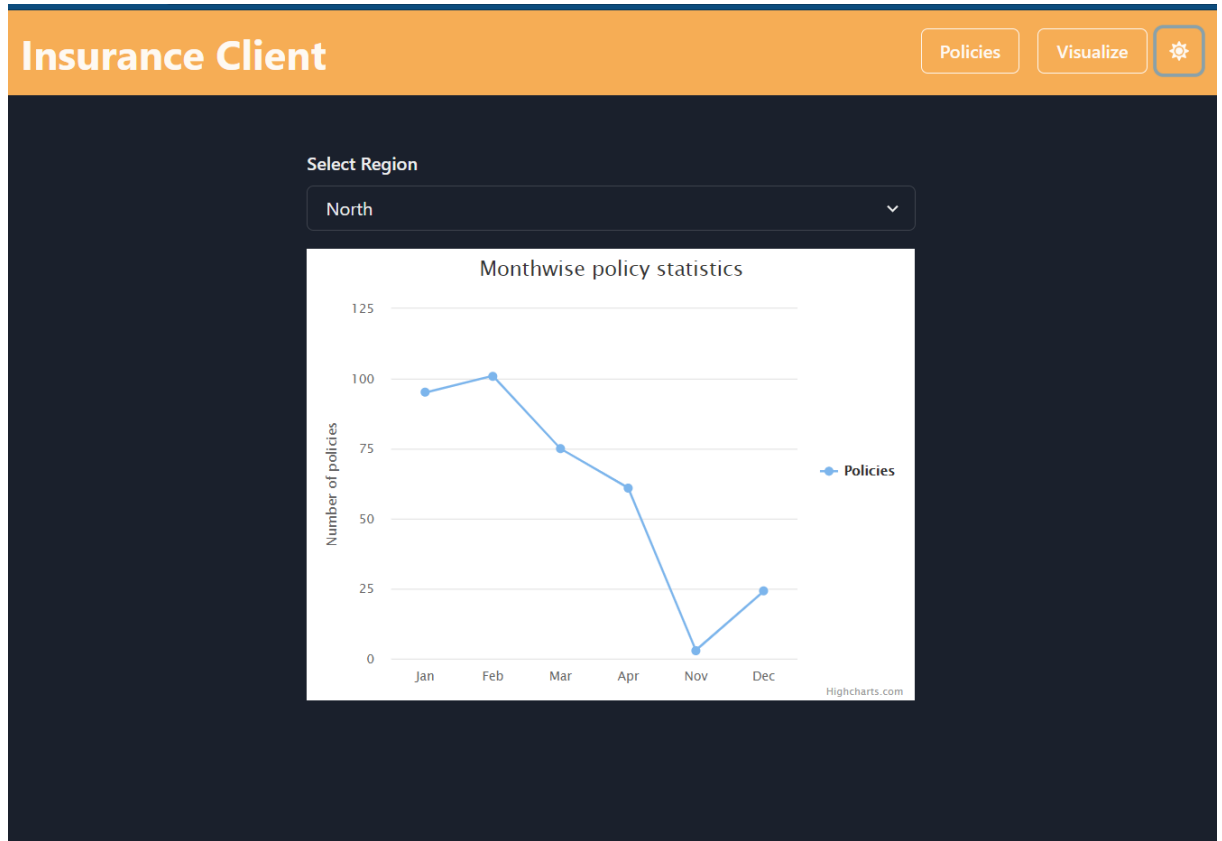 Insurance Client
Policies
Visualize
Select Region
North
Monthwise policy statistics
125
100
75
50
25
0
Number of policies
Jan Feb Mar Apr Nov Dec
Policies
Highcharts.com